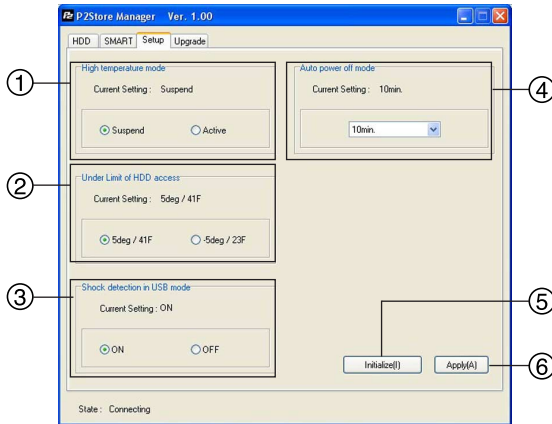 P2Store Manager Ver. 1.00
HDD SMART Setup Upgrade
① High temperature mode
Current Setting : Suspend
Suspend Active
Auto power off mode ④
Current Setting : 10min.
10min.
② Under Limit of HDD access
Current Setting : 5deg / 41F
5deg / 41F -5deg / 23F
③ Shock detection in USB mode
Current Setting : ON
ON OFF
⑤
Initialize(I) Apply(A) ⑥
State : Connecting